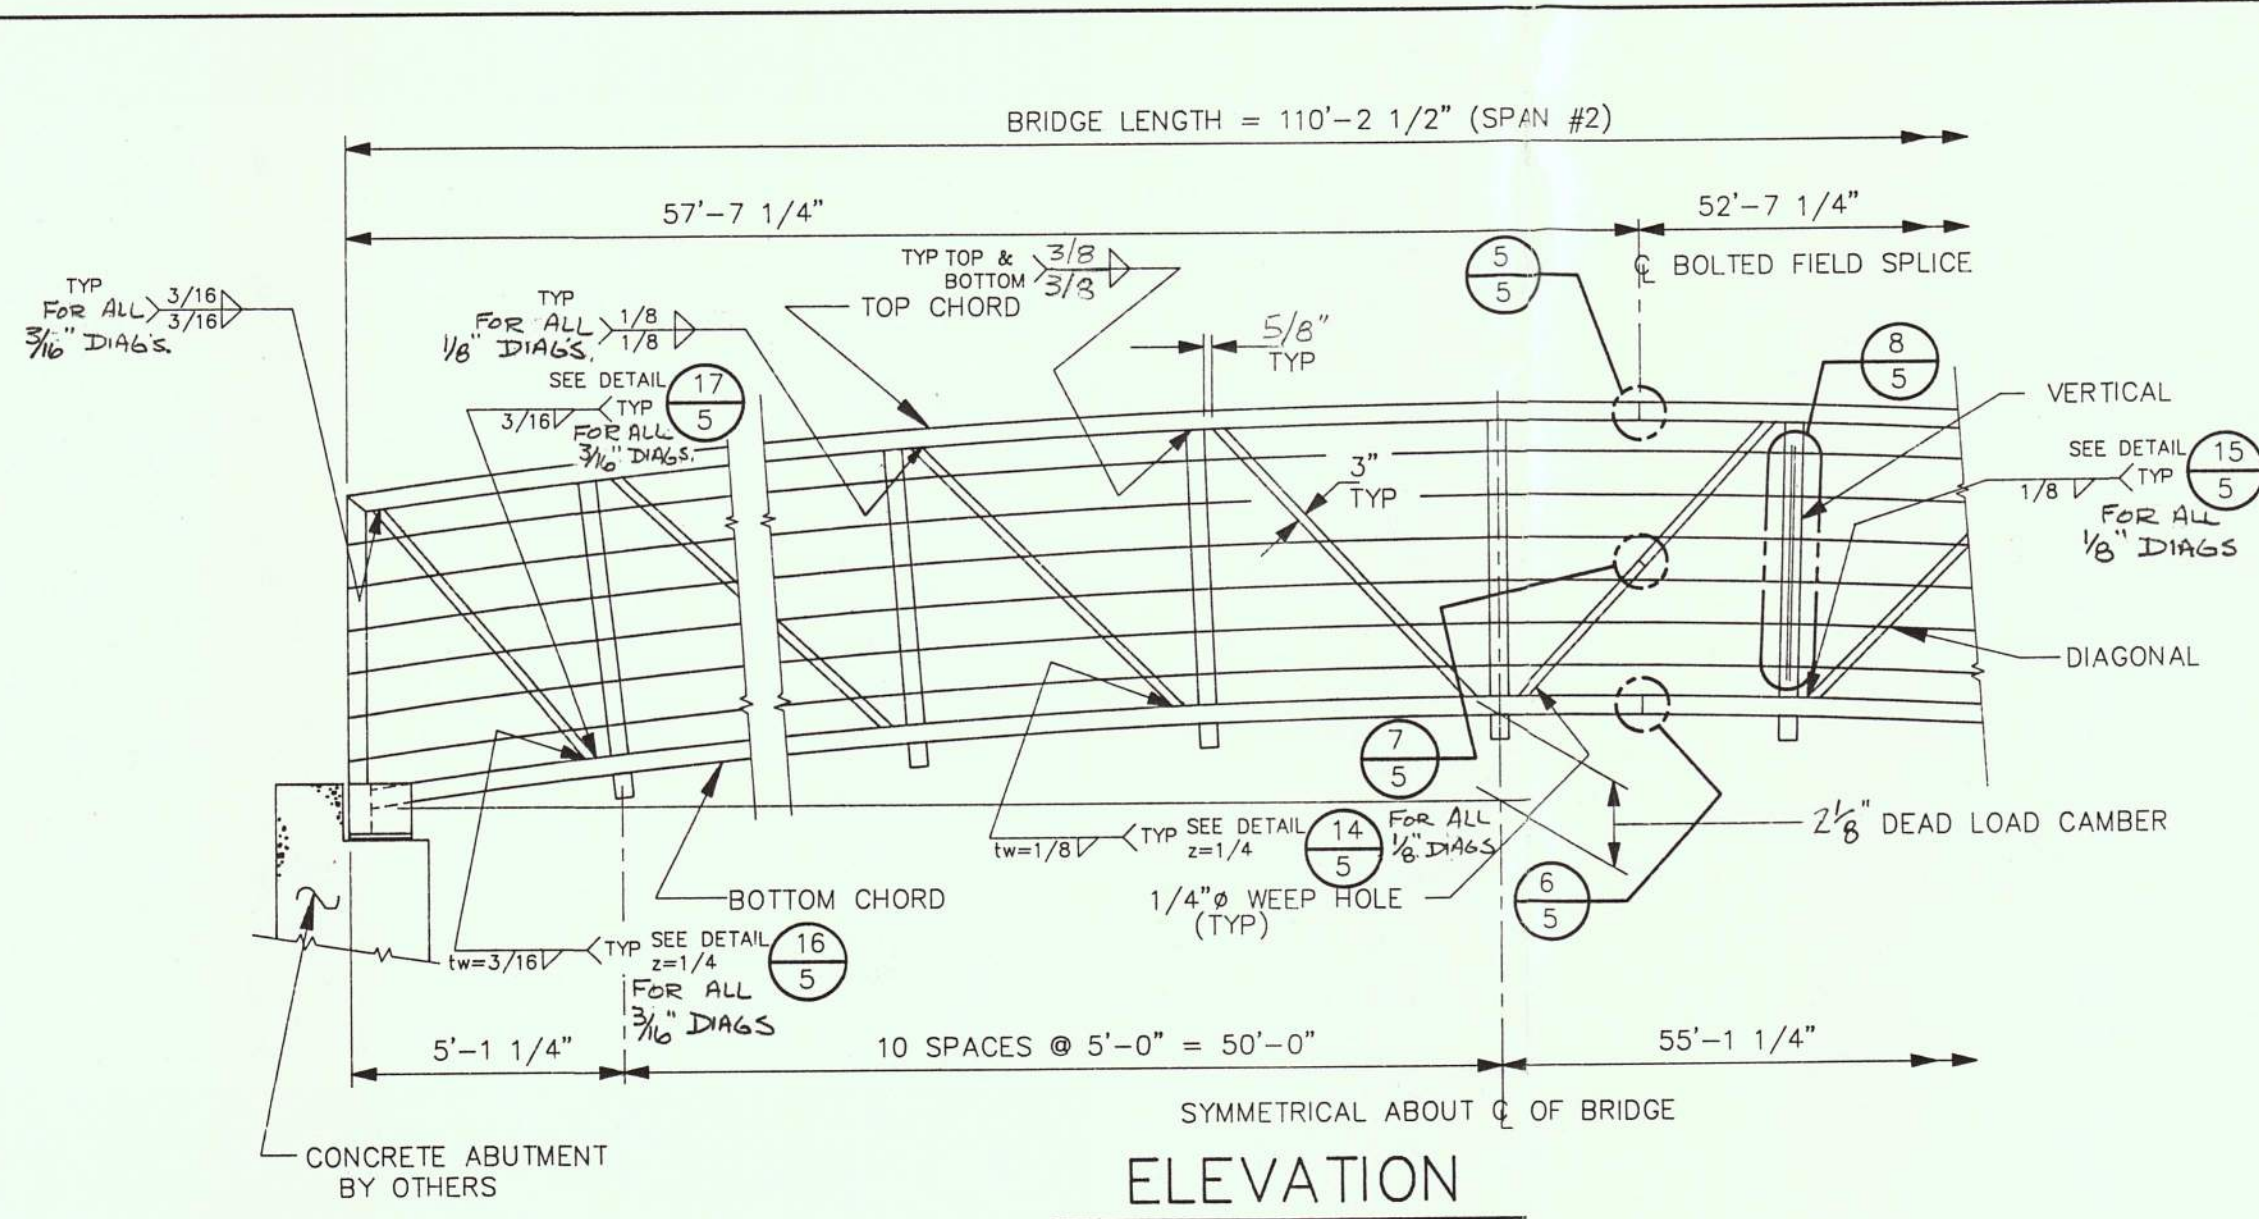 BRIDGE LENGTH = 110'-2 1/2" (SPAN #2)
57'-7 1/4"
52'-7 1/4"
℄ BOLTED FIELD SPLICE
TYP
FOR ALL
3/16" DIAG'S.
3/16
3/16
TYP
FOR ALL
1/8" DIAG'S.
1/8
1/8
TYP TOP &
BOTTOM
3/8
3/8
TOP CHORD
5/8"
TYP
5
5
8
5
VERTICAL
SEE DETAIL
17
5
3/16
TYP
FOR ALL
3/16" DIAGS.
3"
TYP
SEE DETAIL
15
5
1/8
TYP
FOR ALL
1/8" DIAGS
DIAGONAL
7
5
2 1/8" DEAD LOAD CAMBER
tw=1/8
TYP
SEE DETAIL
z=1/4
14
5
FOR ALL
1/8" DIAGS
1/4"ø WEEP HOLE
(TYP)
6
5
BOTTOM CHORD
2
tw=3/16
TYP
SEE DETAIL
z=1/4
16
5
FOR ALL
3/16" DIAGS
5'-1 1/4"
10 SPACES @ 5'-0" = 50'-0"
55'-1 1/4"
SYMMETRICAL ABOUT ℄ OF BRIDGE
CONCRETE ABUTMENT
BY OTHERS
ELEVATION